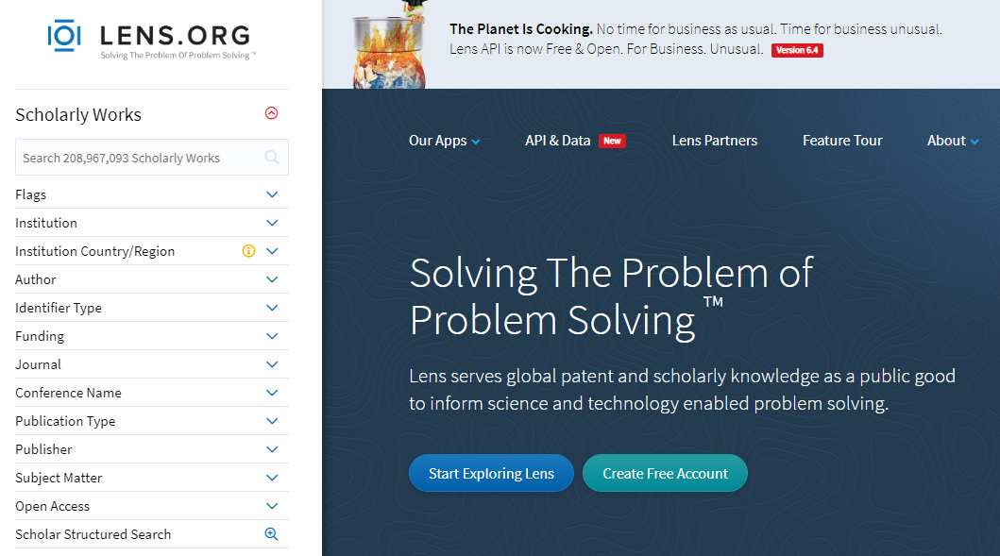 LENS.ORG
Solving The Problem Of Problem Solving ™
Scholarly Works
Search 208,967,093 Scholarly Works
Flags
Institution
Institution Country/Region
Author
Identifier Type
Funding
Journal
Conference Name
Publication Type
Publisher
Subject Matter
Open Access
Scholar Structured Search
The Planet Is Cooking. No time for business as usual. Time for business unusual.
Lens API is now Free & Open. For Business. Unusual. Version 6.4
Our Apps API & Data New Lens Partners Feature Tour About
Solving The Problem of
Problem Solving ™
Lens serves global patent and scholarly knowledge as a public good
to inform science and technology enabled problem solving.
Start Exploring Lens Create Free Account